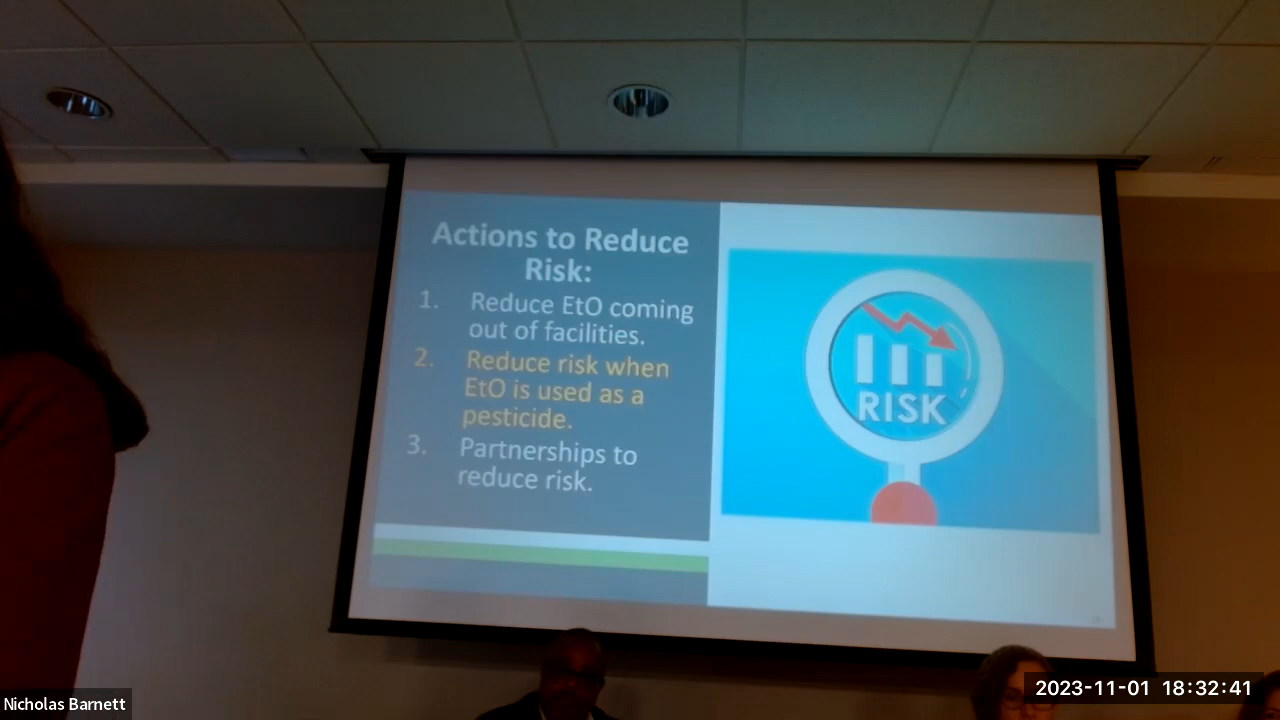 Actions to Reduce
Risk:
1. Reduce EtO coming
out of facilities.
2. Reduce risk when
EtO is used as a
pesticide.
3. Partnerships to
reduce risk.
RISK
Nicholas Barnett
2023-11-01 18:32:41